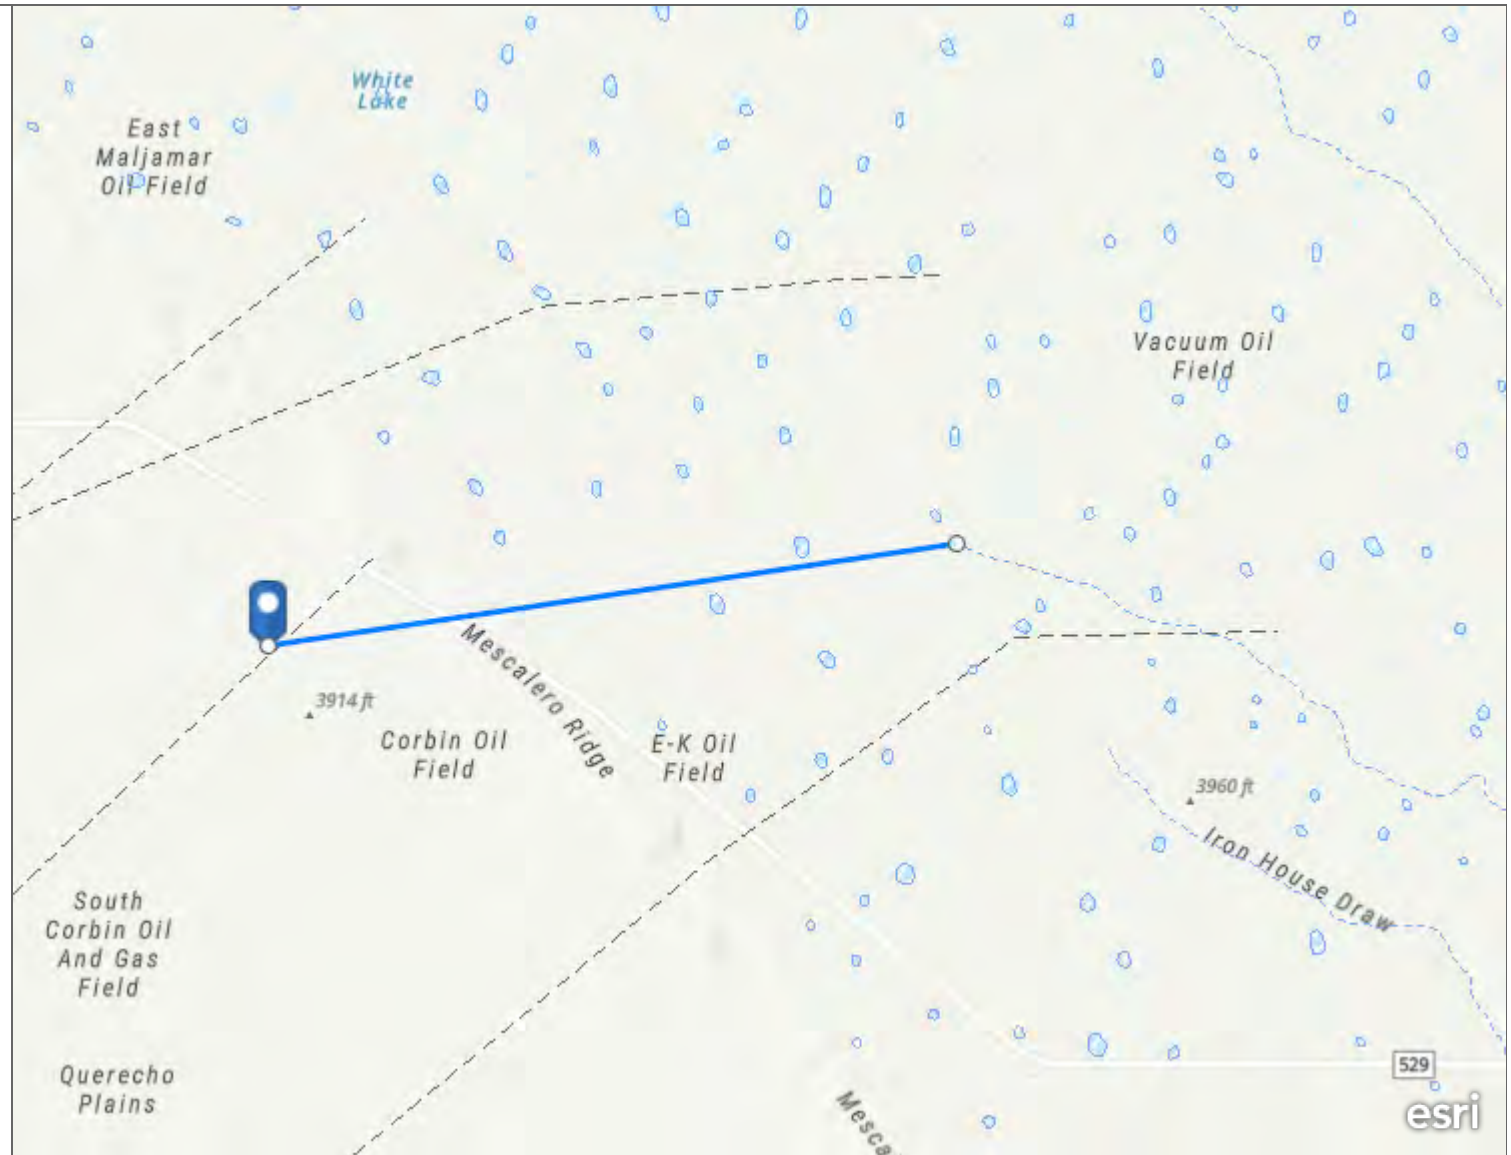 White
Lake
East
Maljamar
Oil Field
Vacuum Oil
Field
Mescalero Ridge
3914 ft
Corbin Oil
Field
E-K Oil
Field
3960 ft
Iron House Draw
South
Corbin Oil
And Gas
Field
Querecho
Plains
529
Mesca
esri